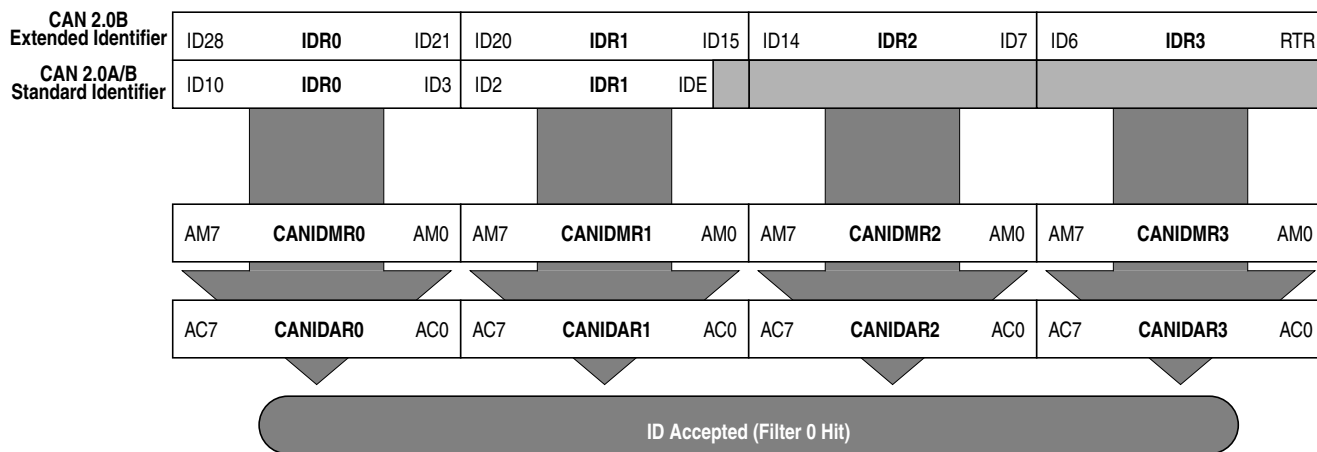 CAN 2.0B
Extended Identifier
ID28 IDR0 ID21 ID20 IDR1 ID15 ID14 IDR2 ID7 ID6 IDR3 RTR
CAN 2.0A/B
Standard Identifier
ID10 IDR0 ID3 ID2 IDR1 IDE
AM7 CANIDMR0 AM0 AM7 CANIDMR1 AM0 AM7 CANIDMR2 AM0 AM7 CANIDMR3 AM0
AC7 CANIDAR0 AC0 AC7 CANIDAR1 AC0 AC7 CANIDAR2 AC0 AC7 CANIDAR3 AC0
ID Accepted (Filter 0 Hit)